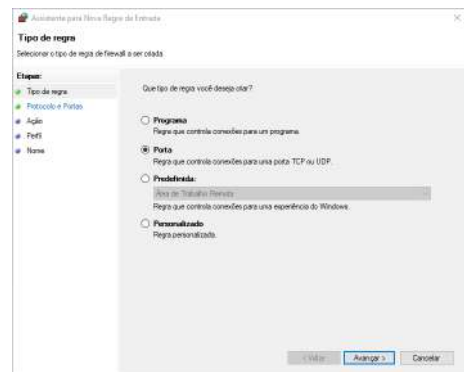 Assistente para Nova Regra de Entrada
Tipo de regra
Selecionar o tipo de regra de firewall a ser criada.
Etapas:
Tipo de regra
Protocolo e Portas
Ação
Perfil
Nome
Que tipo de regra você deseja criar?
Programa
Regra que controla conexões para um programa.
Porta
Regra que controla conexões para uma porta TCP ou UDP.
Predefinida:
Área de Trabalho Remota
Regra que controla conexões para uma experiência do Windows.
Personalizado
Regra personalizada.
< Voltar
Avançar >
Cancelar